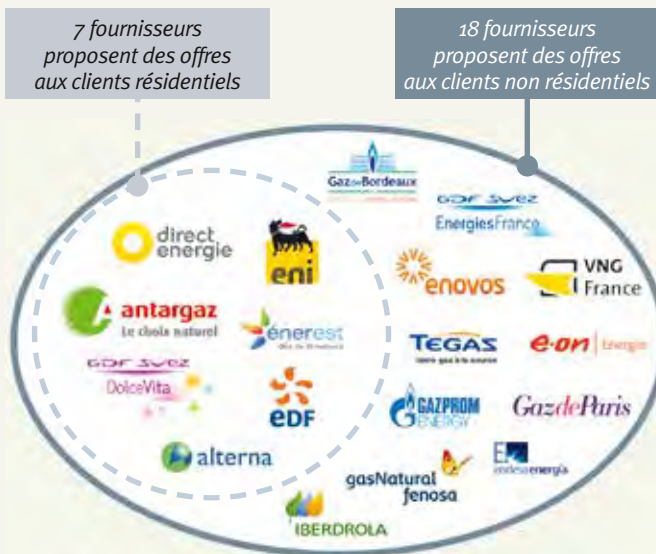 7 fournisseurs
proposent des offres
aux clients résidentiels
18 fournisseurs
proposent des offres
aux clients non résidentiels
Gaz de Bordeaux
GDF SUEZ
EnergiesFrance
direct
energie
eni
enovos
VNG
France
antargaz
Le choix naturel
énerest
TEGAS
e·on Energie
GDF SUEZ
DolceVita
eDF
GAZPROM
ENERGY
GazdeParis
alterna
gasNatural
fenosa
endesaenergía
IBERDROLA